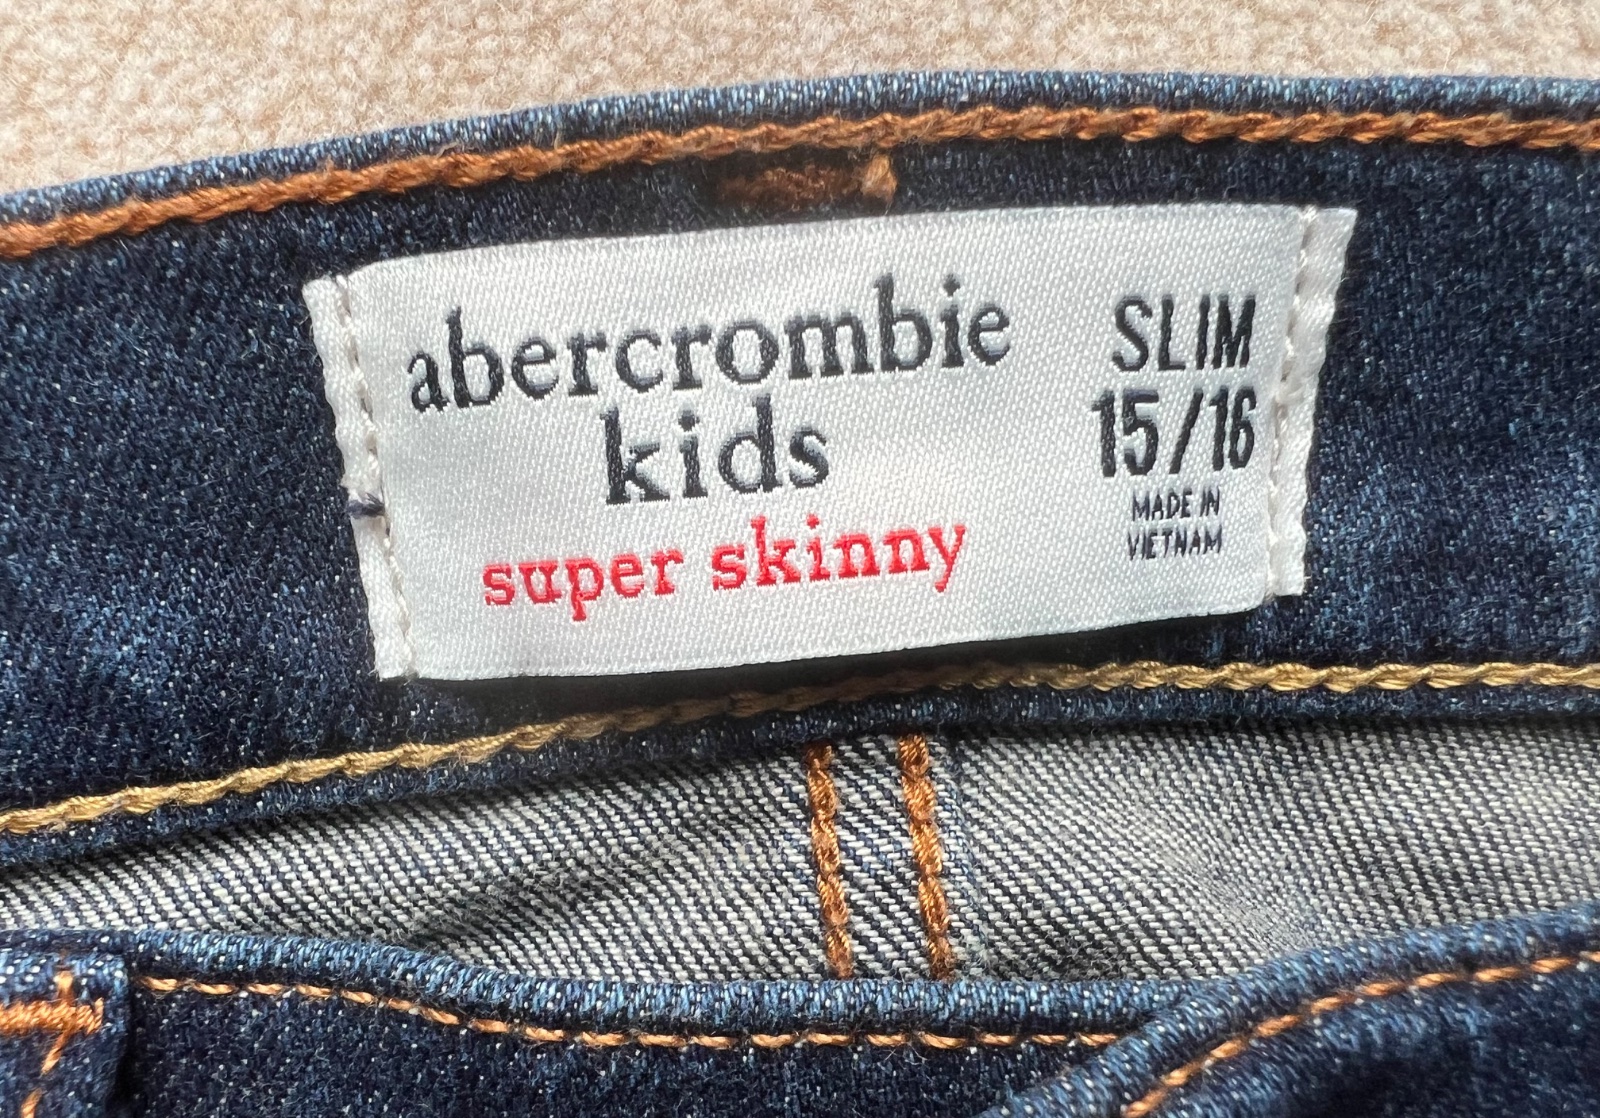 abercrombie
kids
super skinny
SLIM
15/16
MADE IN
VIETNAM